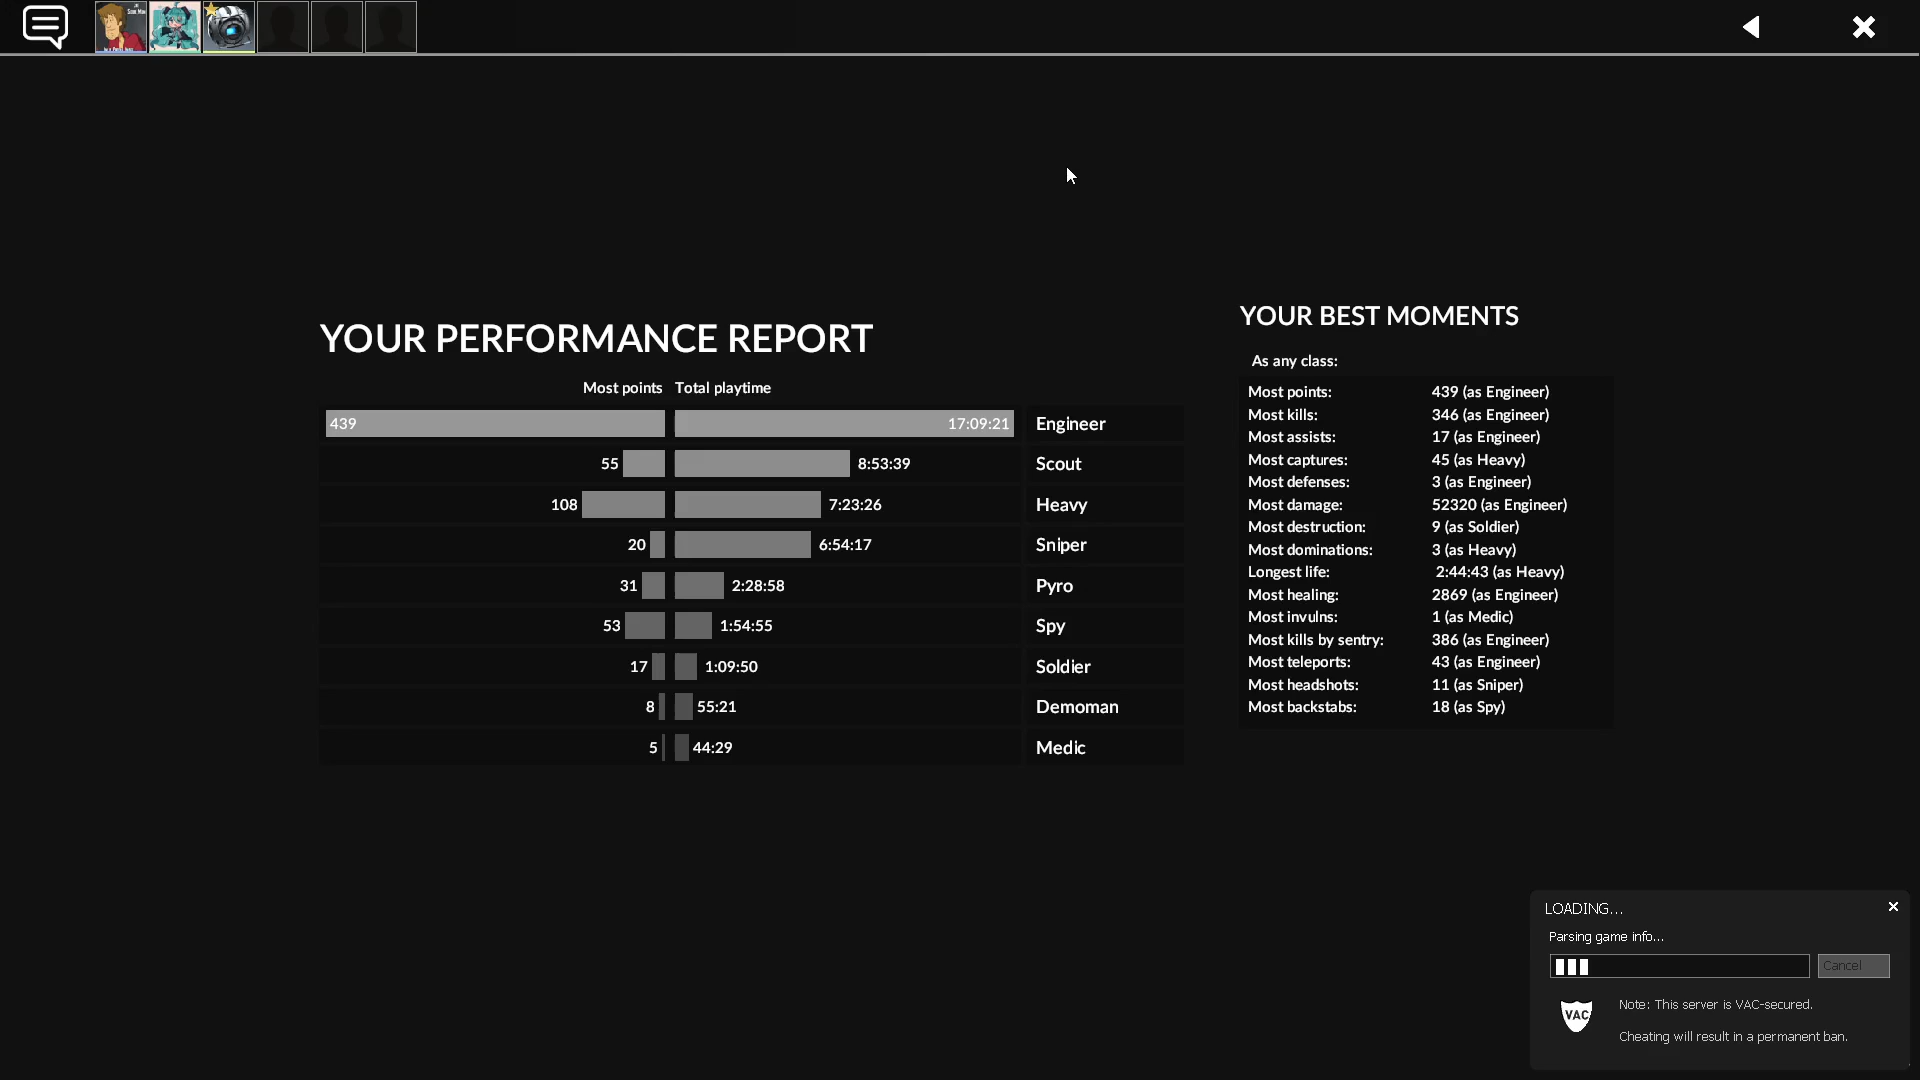 YOUR PERFORMANCE REPORT
Most points Total playtime
439 17:09:21 Engineer
55 8:53:39 Scout
108 7:23:26 Heavy
20 6:54:17 Sniper
31 2:28:58 Pyro
53 1:54:55 Spy
17 1:09:50 Soldier
8 55:21 Demoman
5 44:29 Medic
YOUR BEST MOMENTS
As any class:
Most points: 439 (as Engineer)
Most kills: 346 (as Engineer)
Most assists: 17 (as Engineer)
Most captures: 45 (as Heavy)
Most defenses: 3 (as Engineer)
Most damage: 52320 (as Engineer)
Most destruction: 9 (as Soldier)
Most dominations: 3 (as Heavy)
Longest life: 2:44:43 (as Heavy)
Most healing: 2869 (as Engineer)
Most invulns: 1 (as Medic)
Most kills by sentry: 386 (as Engineer)
Most teleports: 43 (as Engineer)
Most headshots: 11 (as Sniper)
Most backstabs: 18 (as Spy)
LOADING...
Parsing game info...
Cancel
VAC
Note: This server is VAC-secured.
Cheating will result in a permanent ban.